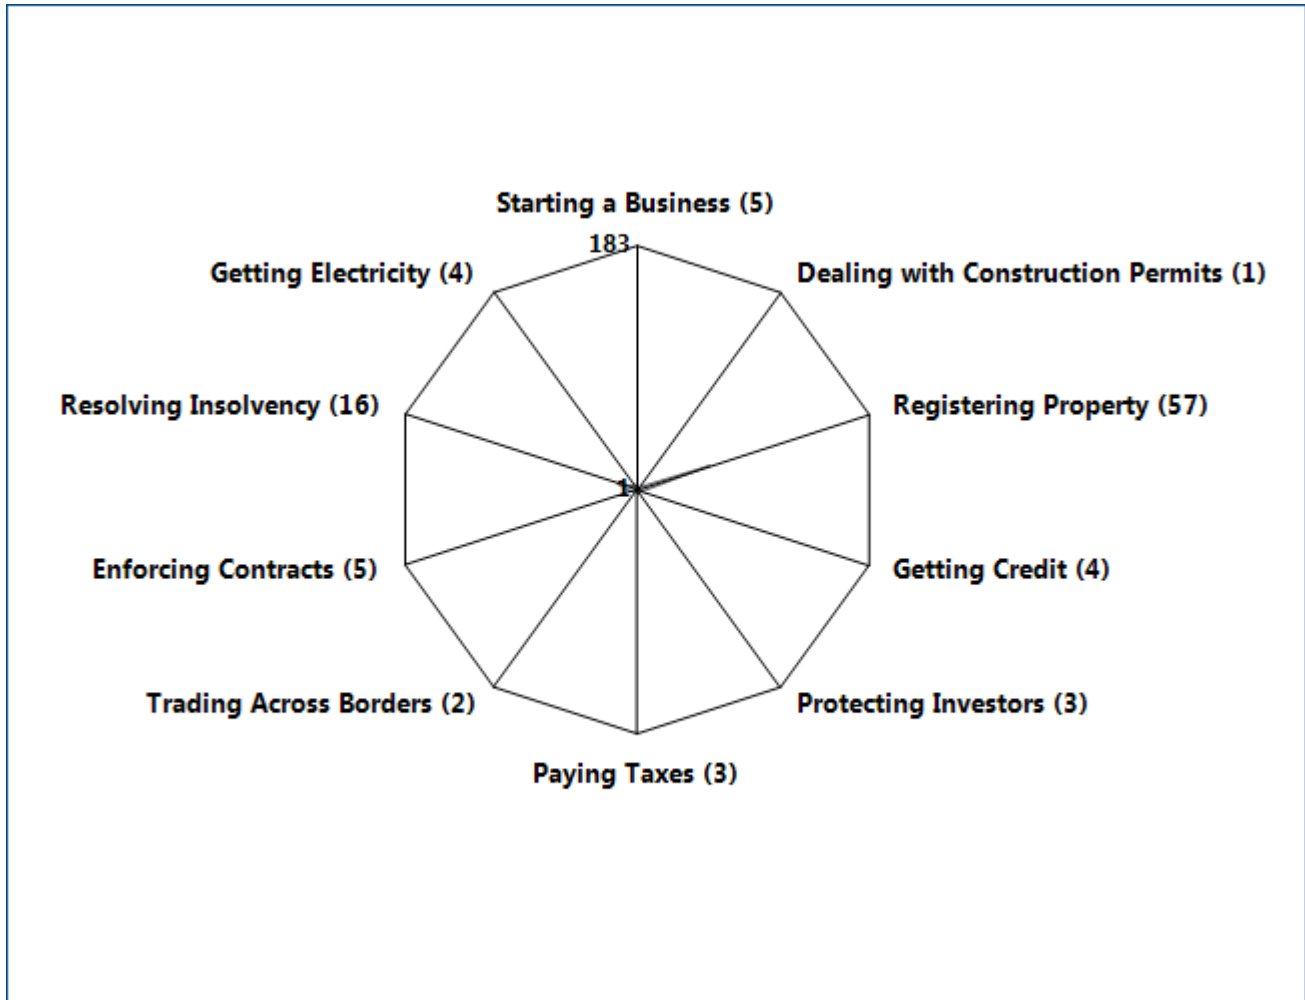 Starting a Business (5)
183
Getting Electricity (4)
Dealing with Construction Permits (1)
Resolving Insolvency (16)
Registering Property (57)
1
Enforcing Contracts (5)
Getting Credit (4)
Trading Across Borders (2)
Protecting Investors (3)
Paying Taxes (3)